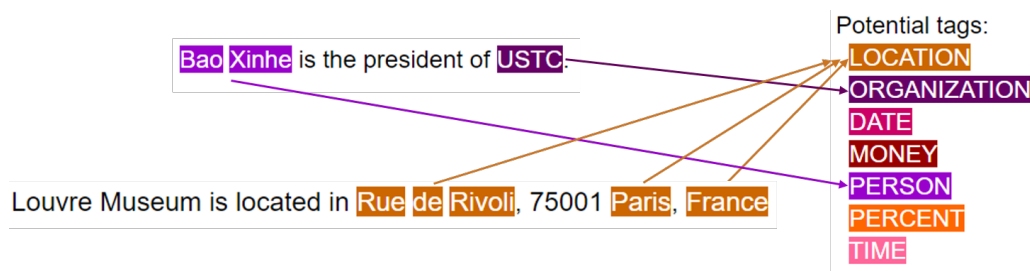 Potential tags:
Bao Xinhe is the president of USTC.
LOCATION
ORGANIZATION
DATE
MONEY
PERSON
Louvre Museum is located in Rue de Rivoli, 75001 Paris, France
PERCENT
TIME